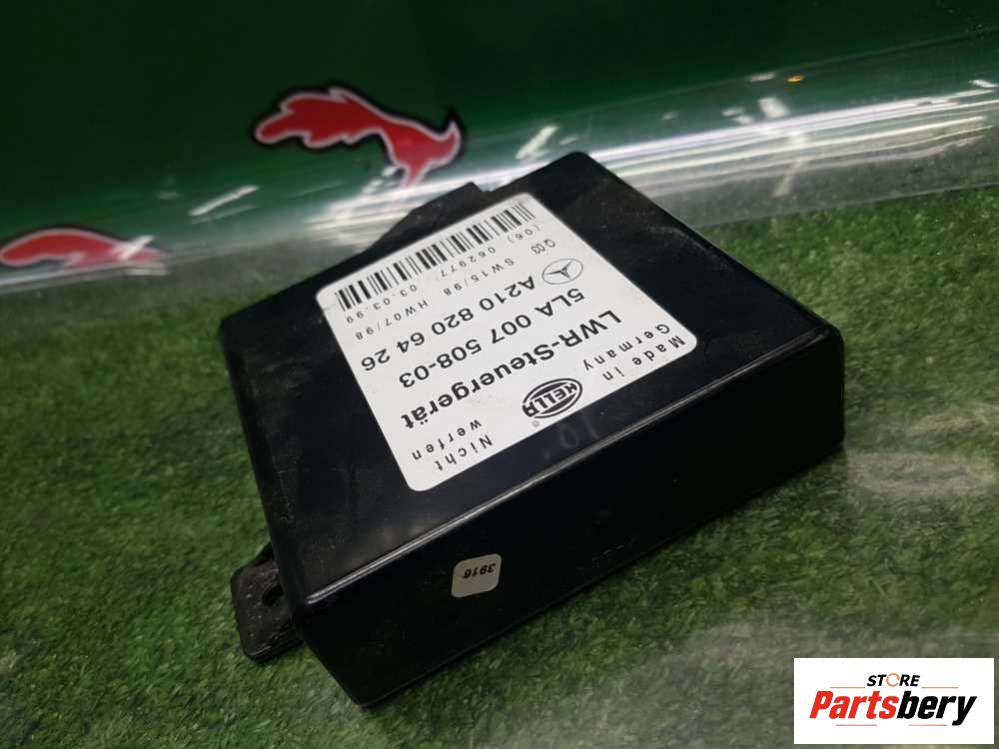 Made in
Germany
HELLA
®
Nicht
werfen
LWR-Steuergerät
5LA 007 508-03
A210 820 64 26
Q03 SW15/98 HW07/98
(06) 062977 03.03.99
3916
STORE
Partsbery